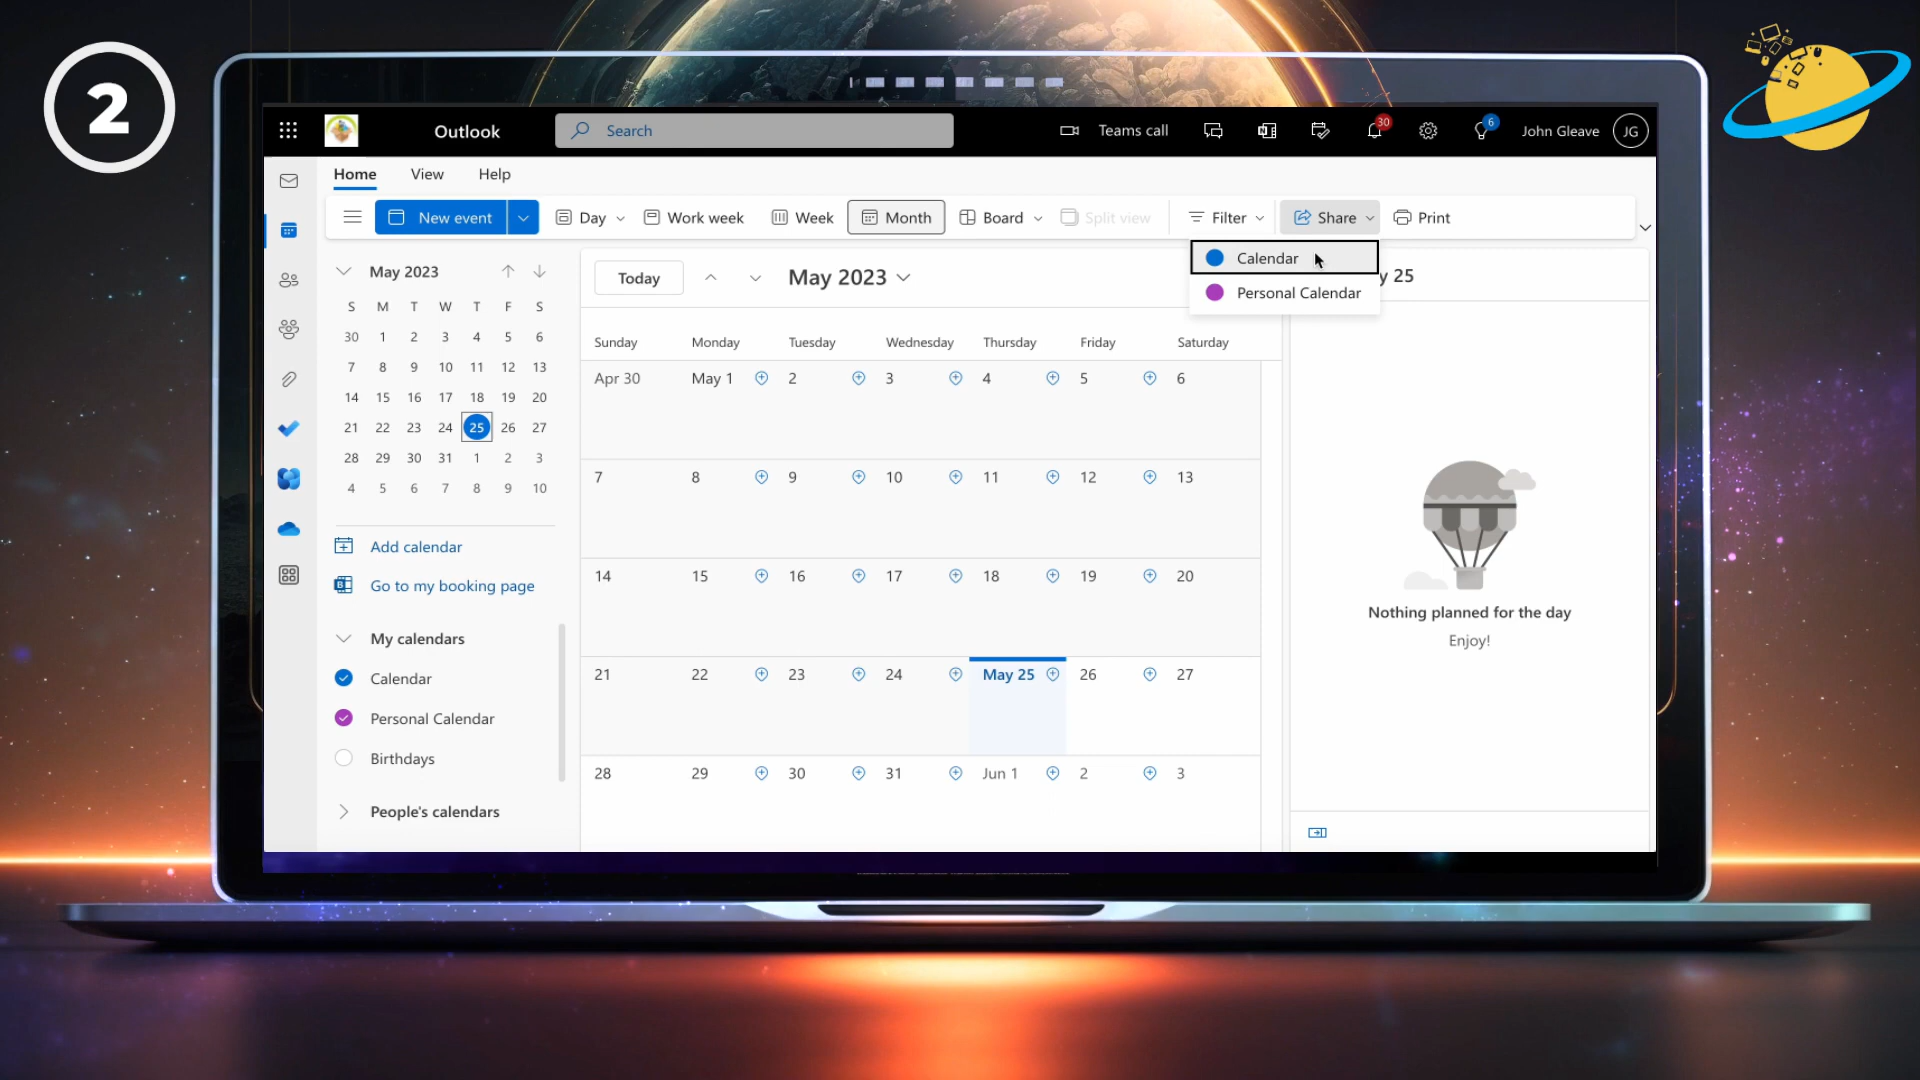 2
Outlook
Search
Teams call
30
6
John Gleave
JG
Home View Help
New event
Day
Work week
Week
Month
Board
Split view
Filter
Share
Print
Calendar
Personal Calendar
May 2023
S M T W T F S
30 1 2 3 4 5 6
7 8 9 10 11 12 13
14 15 16 17 18 19 20
21 22 23 24 25 26 27
28 29 30 31 1 2 3
4 5 6 7 8 9 10
Add calendar
Go to my booking page
My calendars
Calendar
Personal Calendar
Birthdays
People's calendars
Today
May 2023
Sunday Monday Tuesday Wednesday Thursday Friday Saturday
Apr 30 May 1 2 3 4 5 6
7 8 9 10 11 12 13
14 15 16 17 18 19 20
21 22 23 24 May 25 26 27
28 29 30 31 Jun 1 2 3
y 25
Nothing planned for the day
Enjoy!